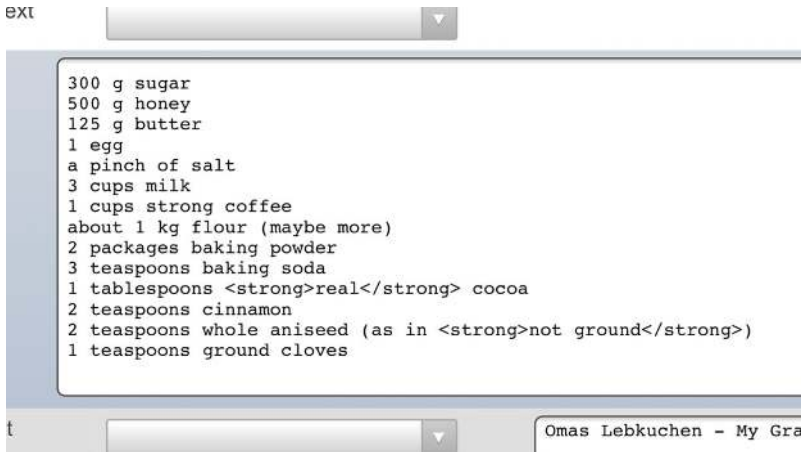 ext
300 g sugar
500 g honey
125 g butter
1 egg
a pinch of salt
3 cups milk
1 cups strong coffee
about 1 kg flour (maybe more)
2 packages baking powder
3 teaspoons baking soda
1 tablespoons <strong>real</strong> cocoa
2 teaspoons cinnamon
2 teaspoons whole aniseed (as in <strong>not ground</strong>)
1 teaspoons ground cloves
t
Omas Lebkuchen - My Gra